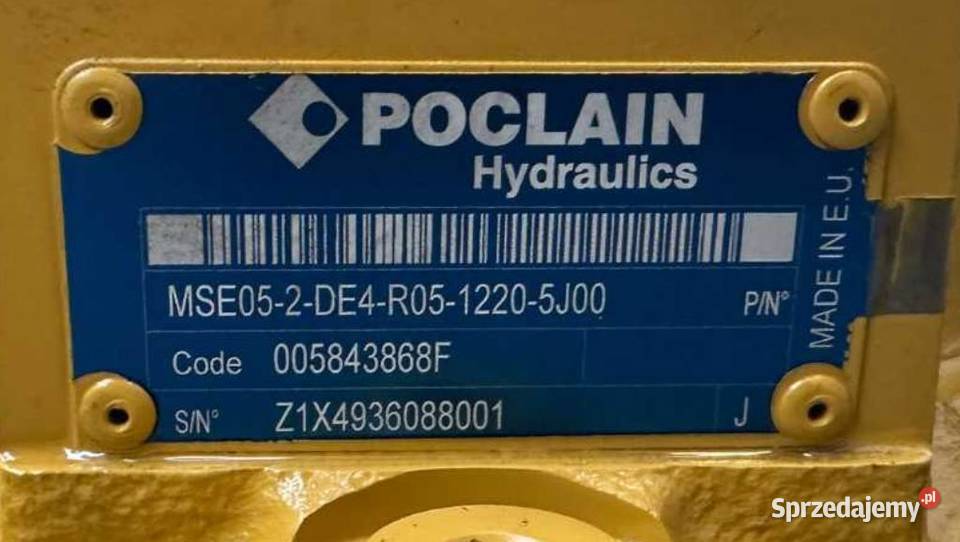 POCLAIN
Hydraulics
MSE05-2-DE4-R05-1220-5J00 P/N°
Code 005843868F
S/N° Z1X4936088001 J
MADE IN E.U.
Sprzedajemy.pl